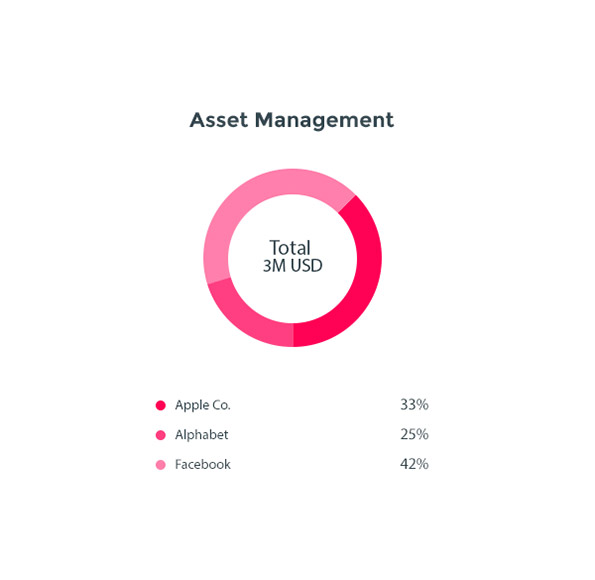 Asset Management
Total
3M USD
Apple Co. 33%
Alphabet 25%
Facebook 42%